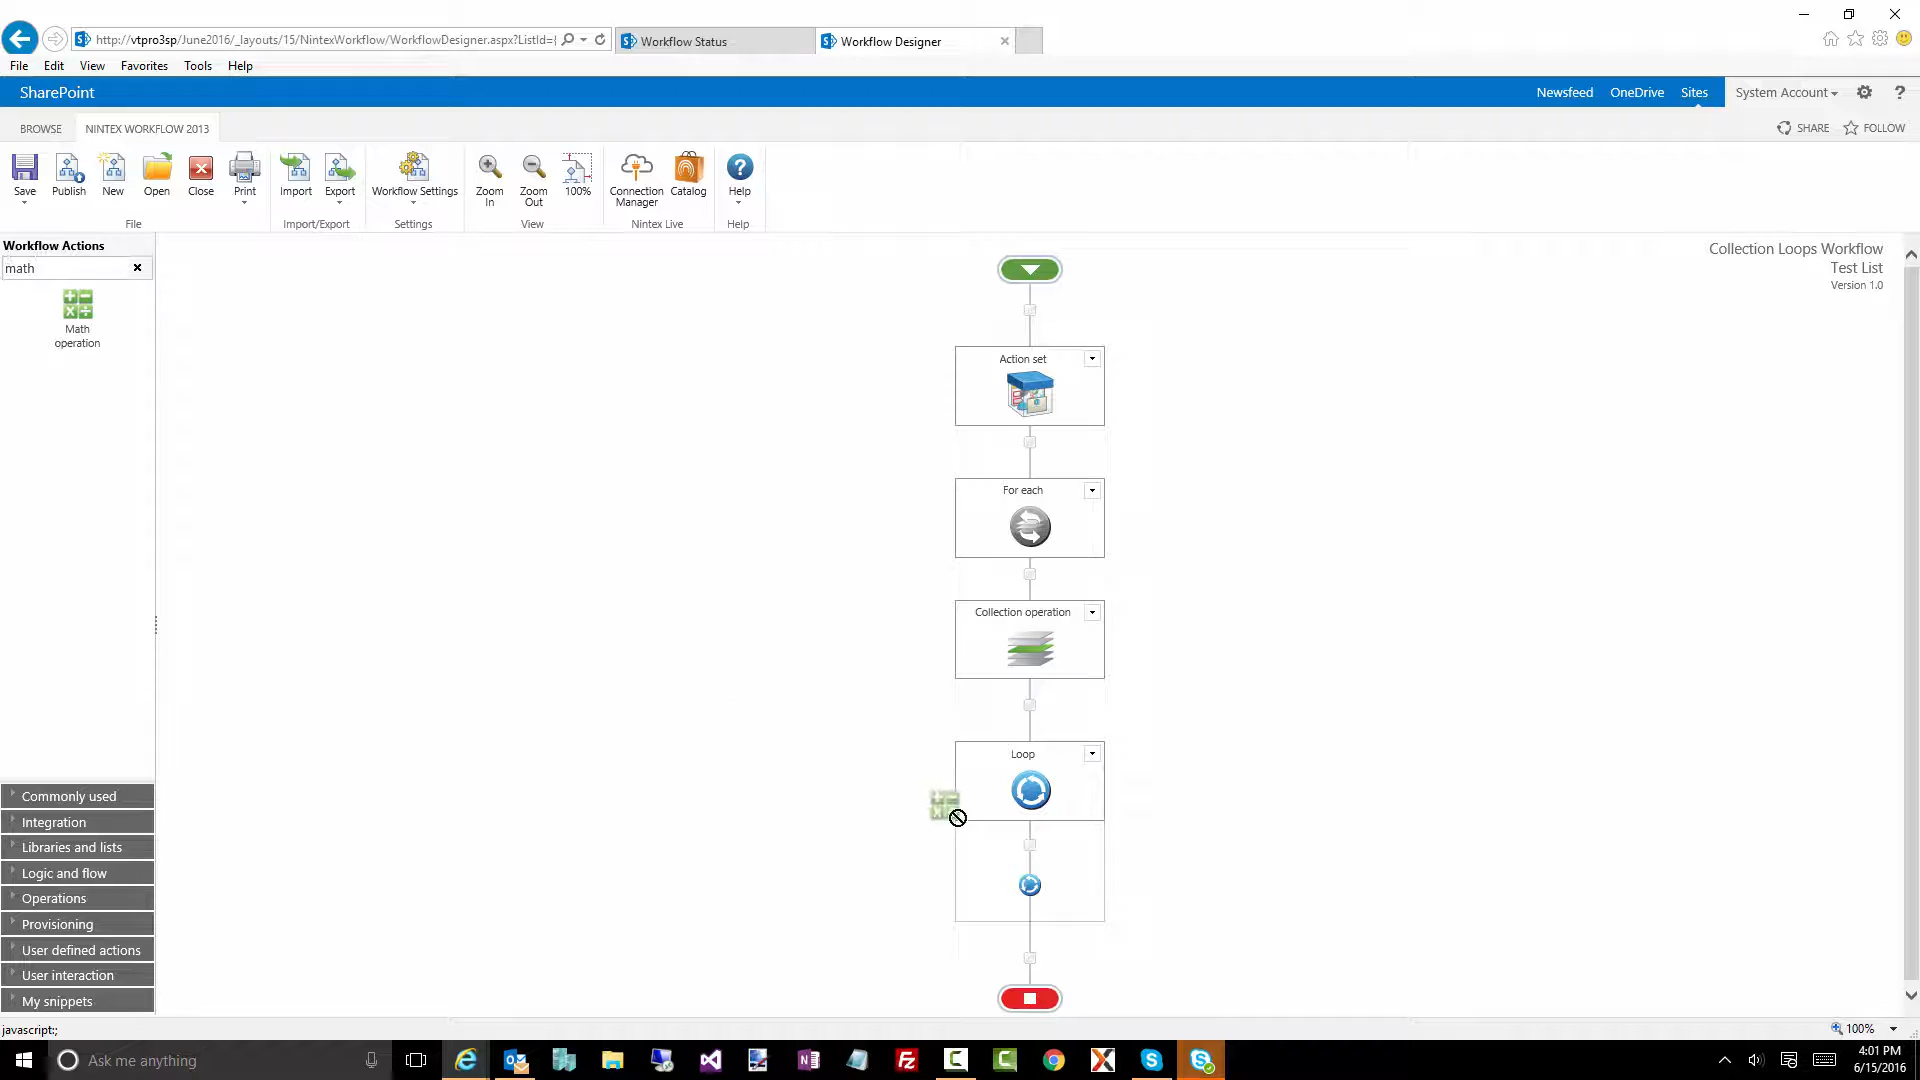 http://vtpro3sp/June2016/_layouts/15/NintexWorkflow/WorkflowDesigner.aspx?ListId={
Workflow Status
Workflow Designer
File Edit View Favorites Tools Help
SharePoint
Newsfeed OneDrive Sites System Account ?
BROWSE NINTEX WORKFLOW 2013
SHARE FOLLOW
Save Publish New Open Close Print Import Export Workflow Settings Zoom In Zoom Out 100% Connection Manager Catalog Help
File Import/Export Settings View Nintex Live Help
Workflow Actions
math
Math
operation
Collection Loops Workflow
Test List
Version 1.0
Action set
For each
Collection operation
Loop
Commonly used
Integration
Libraries and lists
Logic and flow
Operations
Provisioning
User defined actions
User interaction
My snippets
javascript:;
100%
Ask me anything
4:01 PM
6/15/2016